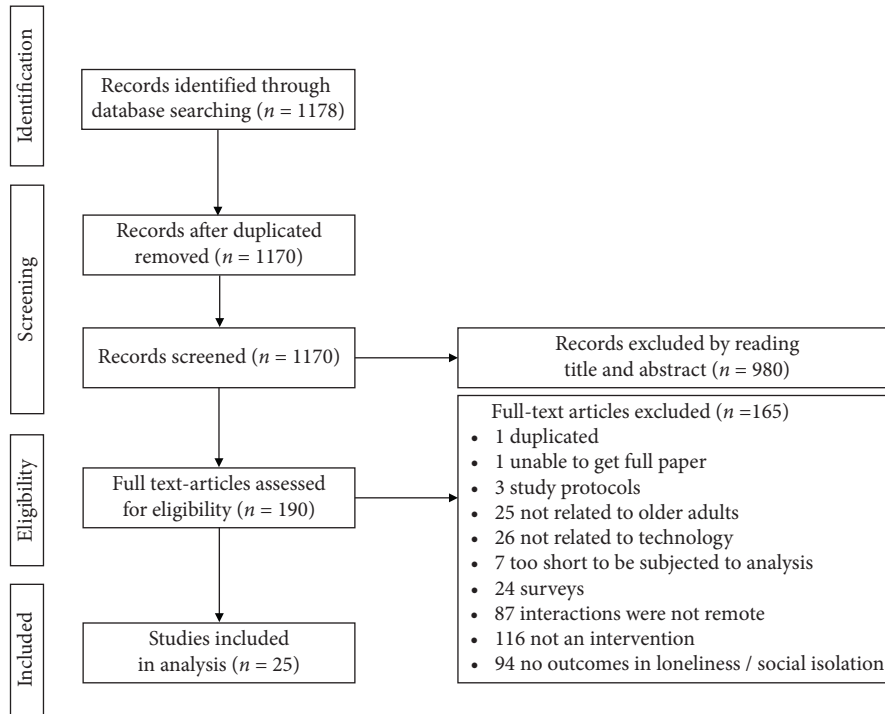 Identification
Records identified through
database searching (n = 1178)
Screening
Records after duplicated
removed (n = 1170)
Records screened (n = 1170)
Records excluded by reading
title and abstract (n = 980)
Eligibility
Full text-articles assessed
for eligibility (n = 190)
Full-text articles excluded (n =165)
• 1 duplicated
• 1 unable to get full paper
• 3 study protocols
• 25 not related to older adults
• 26 not related to technology
• 7 too short to be subjected to analysis
• 24 surveys
• 87 interactions were not remote
• 116 not an intervention
• 94 no outcomes in loneliness / social isolation
Included
Studies included
in analysis (n = 25)